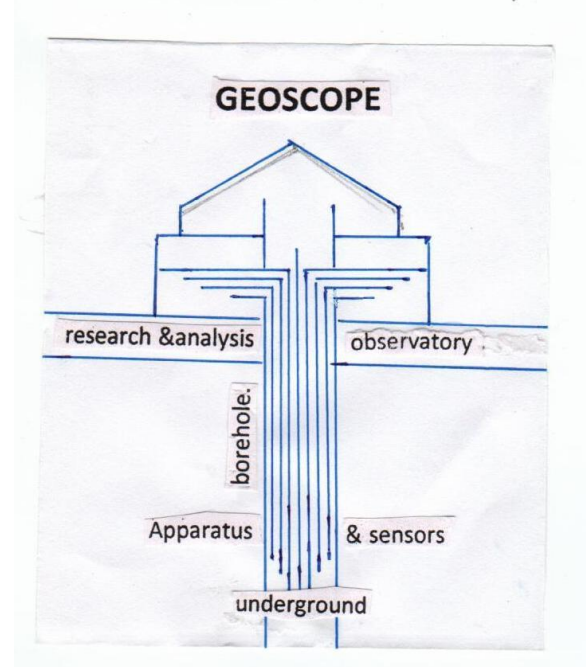 GEOSCOPE
research &analysis
observatory
borehole.
Apparatus
& sensors
underground